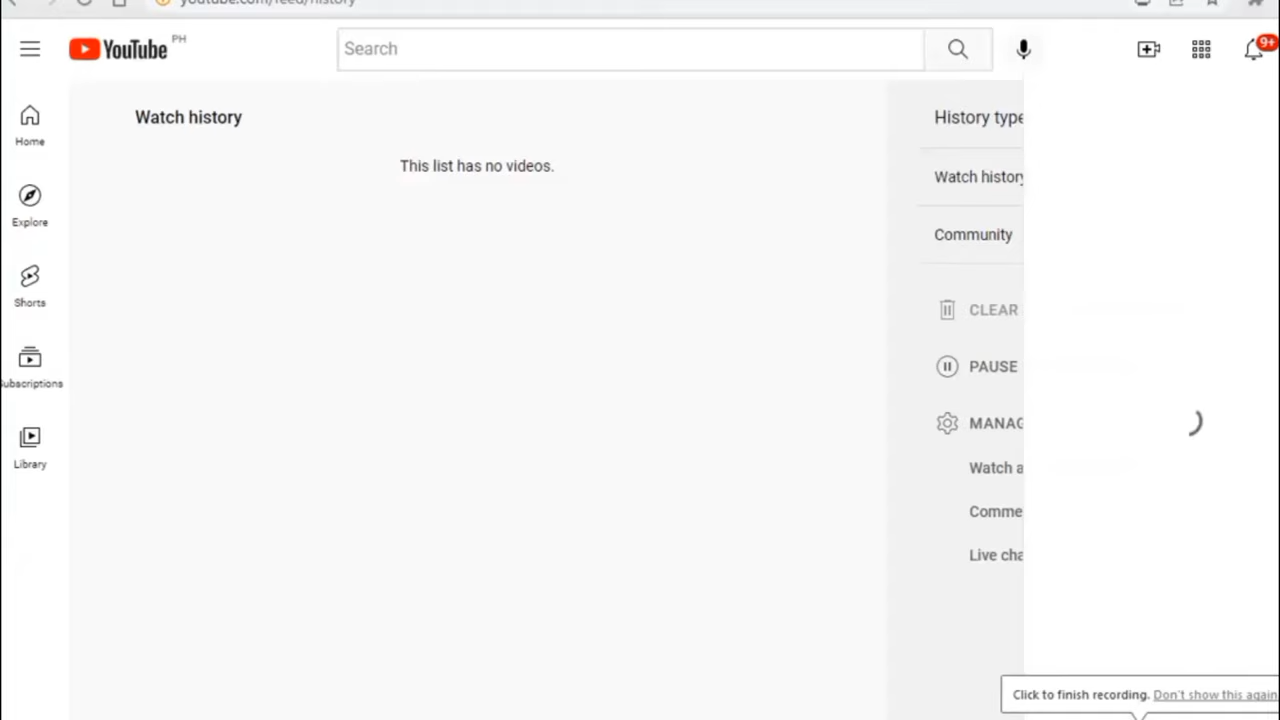 youtube.com/feed/history
YouTube PH
Search
9+
Home
Explore
Shorts
Subscriptions
Library
Watch history
This list has no videos.
History type
Watch history
Community
CLEAR
PAUSE
MANAG
Watch a
Comme
Live cha
Click to finish recording. Don't show this again